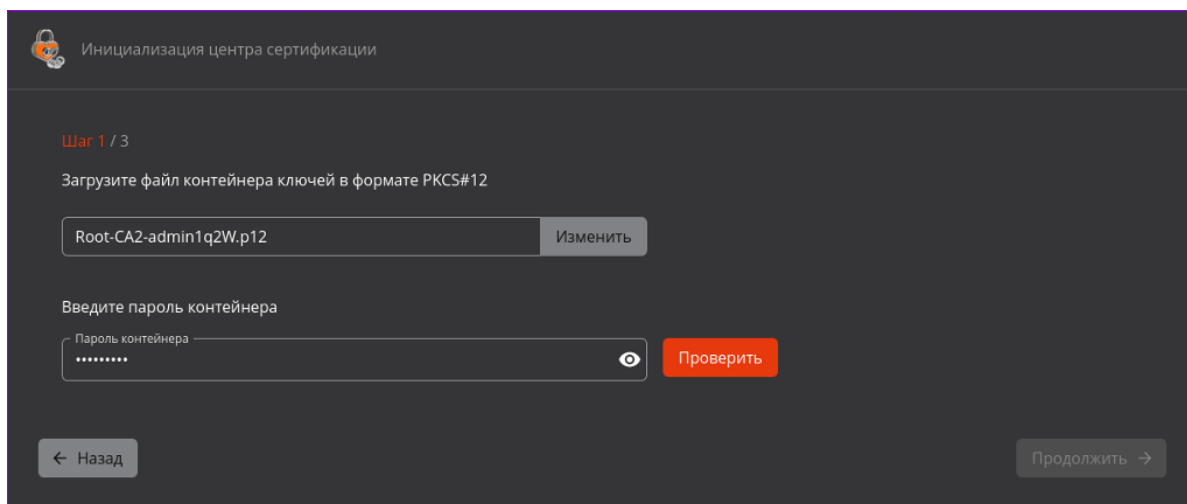 Инициализация центра сертификации
Шаг 1 / 3
Загрузите файл контейнера ключей в формате PKCS#12
Root-CA2-admin1q2W.p12 Изменить
Введите пароль контейнера
Пароль контейнера
•••••••••
Проверить
← Назад Продолжить →